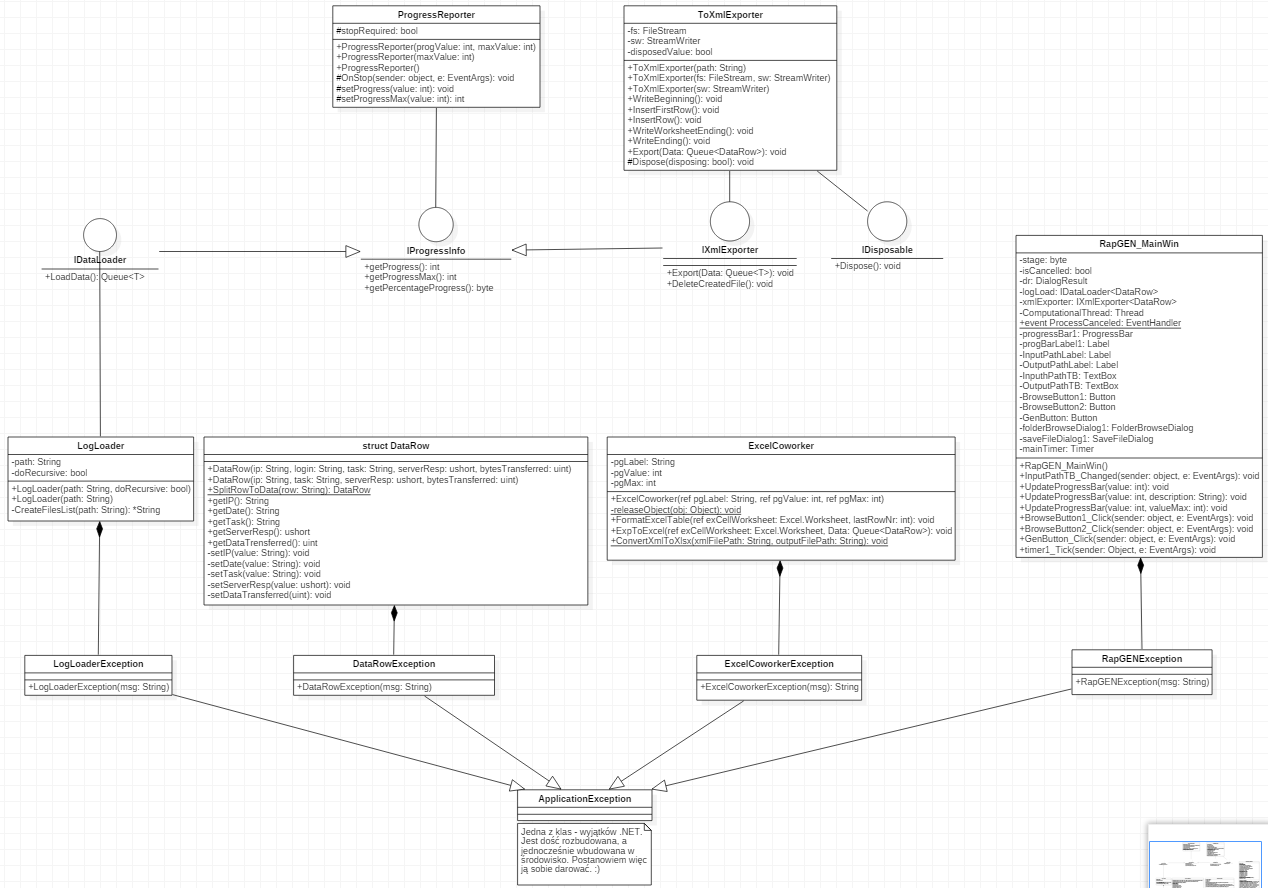 ProgressReporter
#stopRequired: bool
+ProgressReporter(progValue: int, maxValue: int)
+ProgressReporter(maxValue: int)
+ProgressReporter()
#OnStop(sender: object, e: EventArgs): void
#setProgress(value: int): void
#setProgressMax(value: int): int
ToXmlExporter
-fs: FileStream
-sw: StreamWriter
-disposedValue: bool
+ToXmlExporter(path: String)
+ToXmlExporter(fs: FileStream, sw: StreamWriter)
+ToXmlExporter(sw: StreamWriter)
+WriteBeginning(): void
+InsertFirstRow(): void
+InsertRow(): void
+WriteWorksheetEnding(): void
+WriteEnding(): void
+Export(Data: Queue<DataRow>): void
#Dispose(disposing: bool): void
IDataLoader
+LoadData(): Queue<T>
IProgressInfo
+getProgress(): int
+getProgressMax(): int
+getPercentageProgress(): byte
IXmlExporter
+Export(Data: Queue<T>): void
+DeleteCreatedFile(): void
IDisposable
+Dispose(): void
RapGEN_MainWin
-stage: byte
-isCancelled: bool
-dr: DialogResult
-logLoad: IDataLoader<DataRow>
-xmlExporter: IXmlExporter<DataRow>
-ComputationalThread: Thread
+event ProcessCanceled: EventHandler
-progressBar1: ProgressBar
-progBarLabel1: Label
-InputPathLabel: Label
-OutputPathLabel: Label
-InputhPathTB: TextBox
-OutputPathTB: TextBox
-BrowseButton1: Button
-BrowseButton2: Button
-GenButton: Button
-folderBrowseDialog1: FolderBrowseDialog
-saveFileDialog1: SaveFileDialog
-mainTimer: Timer
+RapGEN_MainWin()
+InputPathTB_Changed(sender: object, e: EventArgs): void
+UpdateProgressBar(value: int): void
+UpdateProgressBar(value: int, description: String): void
+UpdateProgressBar(value: int, valueMax: int): void
+BrowseButton1_Click(sender: object, e: EventArgs): void
+BrowseButton2_Click(sender: object, e: EventArgs): void
+GenButton_Click(sender: object, e: EventArgs): void
+timer1_Tick(sender: Object, e: EventArgs): void
LogLoader
-path: String
-doRecursive: bool
+LogLoader(path: String, doRecursive: bool)
+LogLoader(path: String)
-CreateFilesList(path: String): *String
struct DataRow
+DataRow(ip: String, login: String, task: String, serverResp: ushort, bytesTransferred: uint)
+DataRow(ip: String, task: String, serverResp: ushort, bytesTransferred: uint)
+SplitRowToData(row: String): DataRow
+getIP(): String
+getDate(): String
+getTask(): String
+getServerResp(): ushort
+getDataTrensferred(): uint
-setIP(value: String): void
-setDate(value: String): void
-setTask(value: String): void
-setServerResp(value: ushort): void
-setDataTransferred(uint): void
ExcelCoworker
-pgLabel: String
-pgValue: int
-pgMax: int
+ExcelCoworker(ref pgLabel: String, ref pgValue: int, ref pgMax: int)
-releaseObject(obj: Object): void
+FormatExcelTable(ref exCellWorksheet: Excel.Worksheet, lastRowNr: int): void
+ExpToExcel(ref exCellWorksheet: Excel.Worksheet, Data: Queue<DataRow>): void
+ConvertXmlToXlsx(xmlFilePath: String, outputFilePath: String): void
LogLoaderException
+LogLoaderException(msg: String)
DataRowException
+DataRowException(msg: String)
ExcelCoworkerException
+ExcelCoworkerException(msg): String
RapGENException
+RapGENException(msg: String)
ApplicationException
Jedna z klas - wyjątków .NET.
Jest dość rozbudowana, a
jednocześnie wbudowana w
środowisko. Postanowiem więc
ją sobie darować. :)